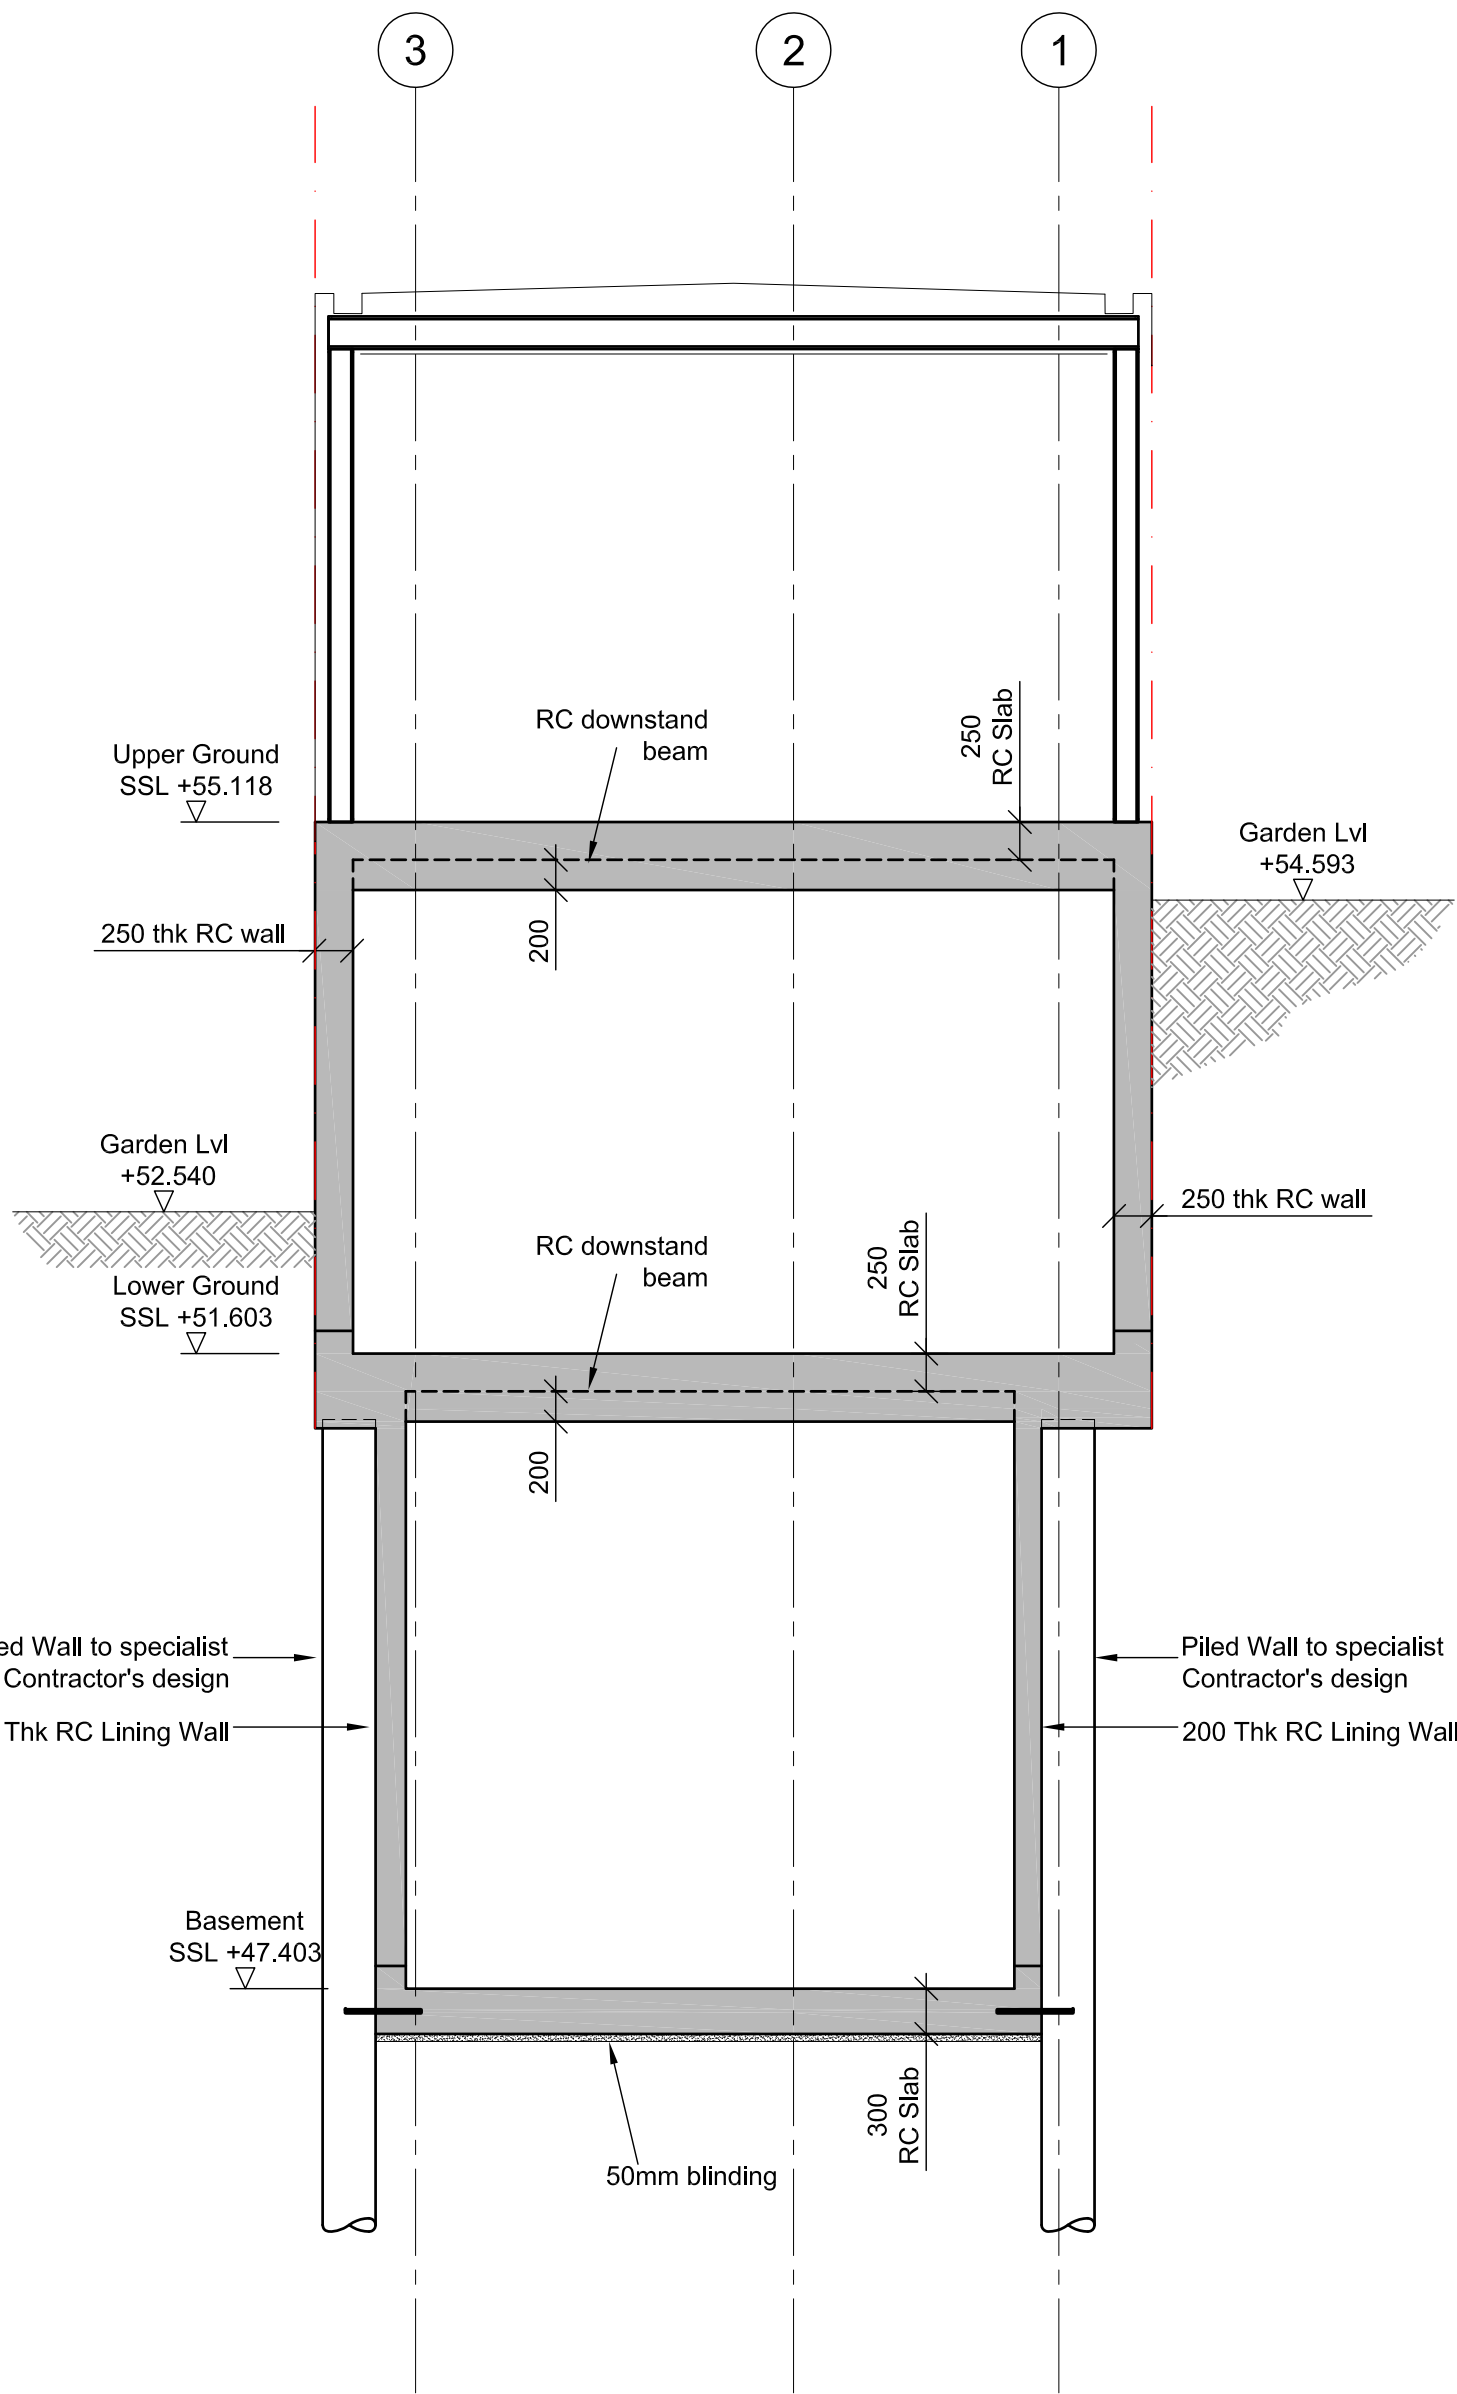 3
2
1
RC downstand
beam
250
RC Slab
Upper Ground
SSL +55.118
Garden Lvl
+54.593
250 thk RC wall
200
Garden Lvl
+52.540
250 thk RC wall
RC downstand
beam
250
RC Slab
Lower Ground
SSL +51.603
200
Wall to specialist
Contractor's design
Thk RC Lining Wall
Piled Wall to specialist
Contractor's design
200 Thk RC Lining Wall
Basement
SSL +47.403
300
RC Slab
50mm blinding